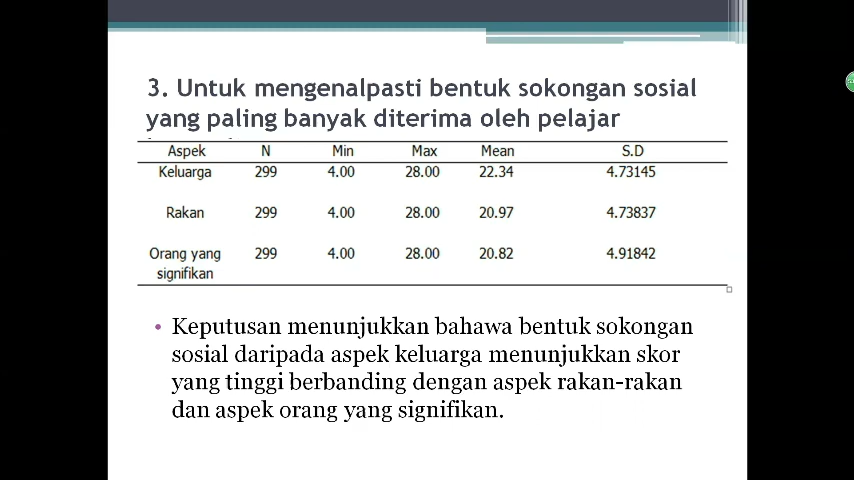 3. Untuk mengenalpasti bentuk sokongan sosial
yang paling banyak diterima oleh pelajar
Aspek N Min Max Mean S.D
Keluarga 299 4.00 28.00 22.34 4.73145
Rakan 299 4.00 28.00 20.97 4.73837
Orang yang 299 4.00 28.00 20.82 4.91842
signifikan
• Keputusan menunjukkan bahawa bentuk sokongan
sosial daripada aspek keluarga menunjukkan skor
yang tinggi berbanding dengan aspek rakan-rakan
dan aspek orang yang signifikan.